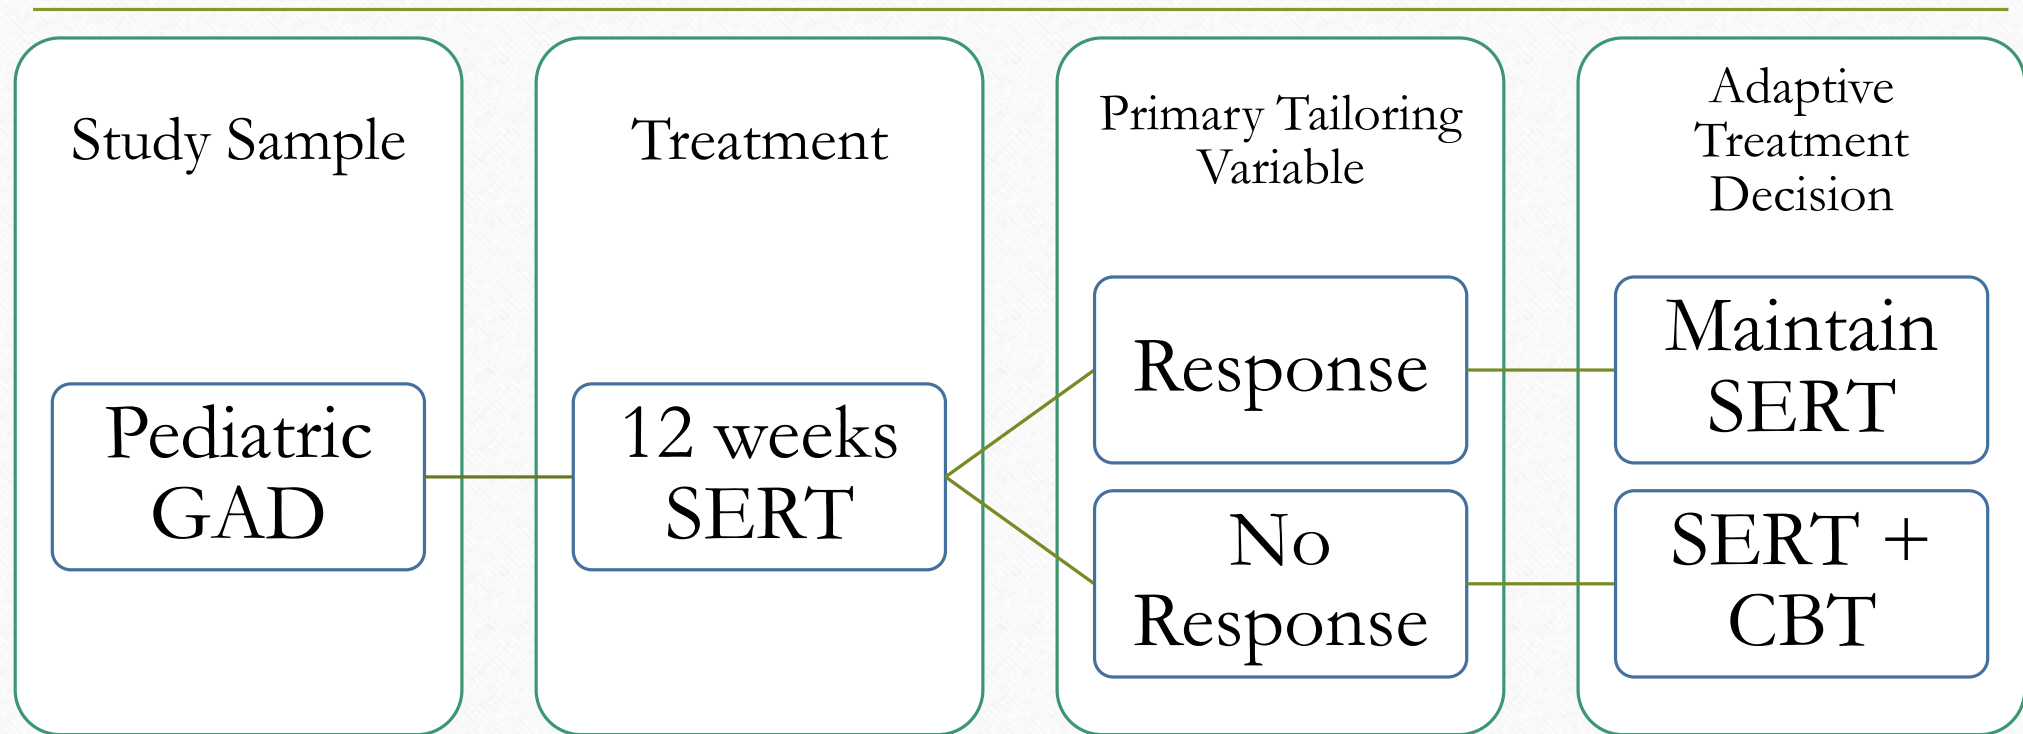 Study Sample
Pediatric
GAD
Treatment
12 weeks
SERT
Primary Tailoring
Variable
Response
No
Response
Adaptive
Treatment
Decision
Maintain
SERT
SERT +
CBT